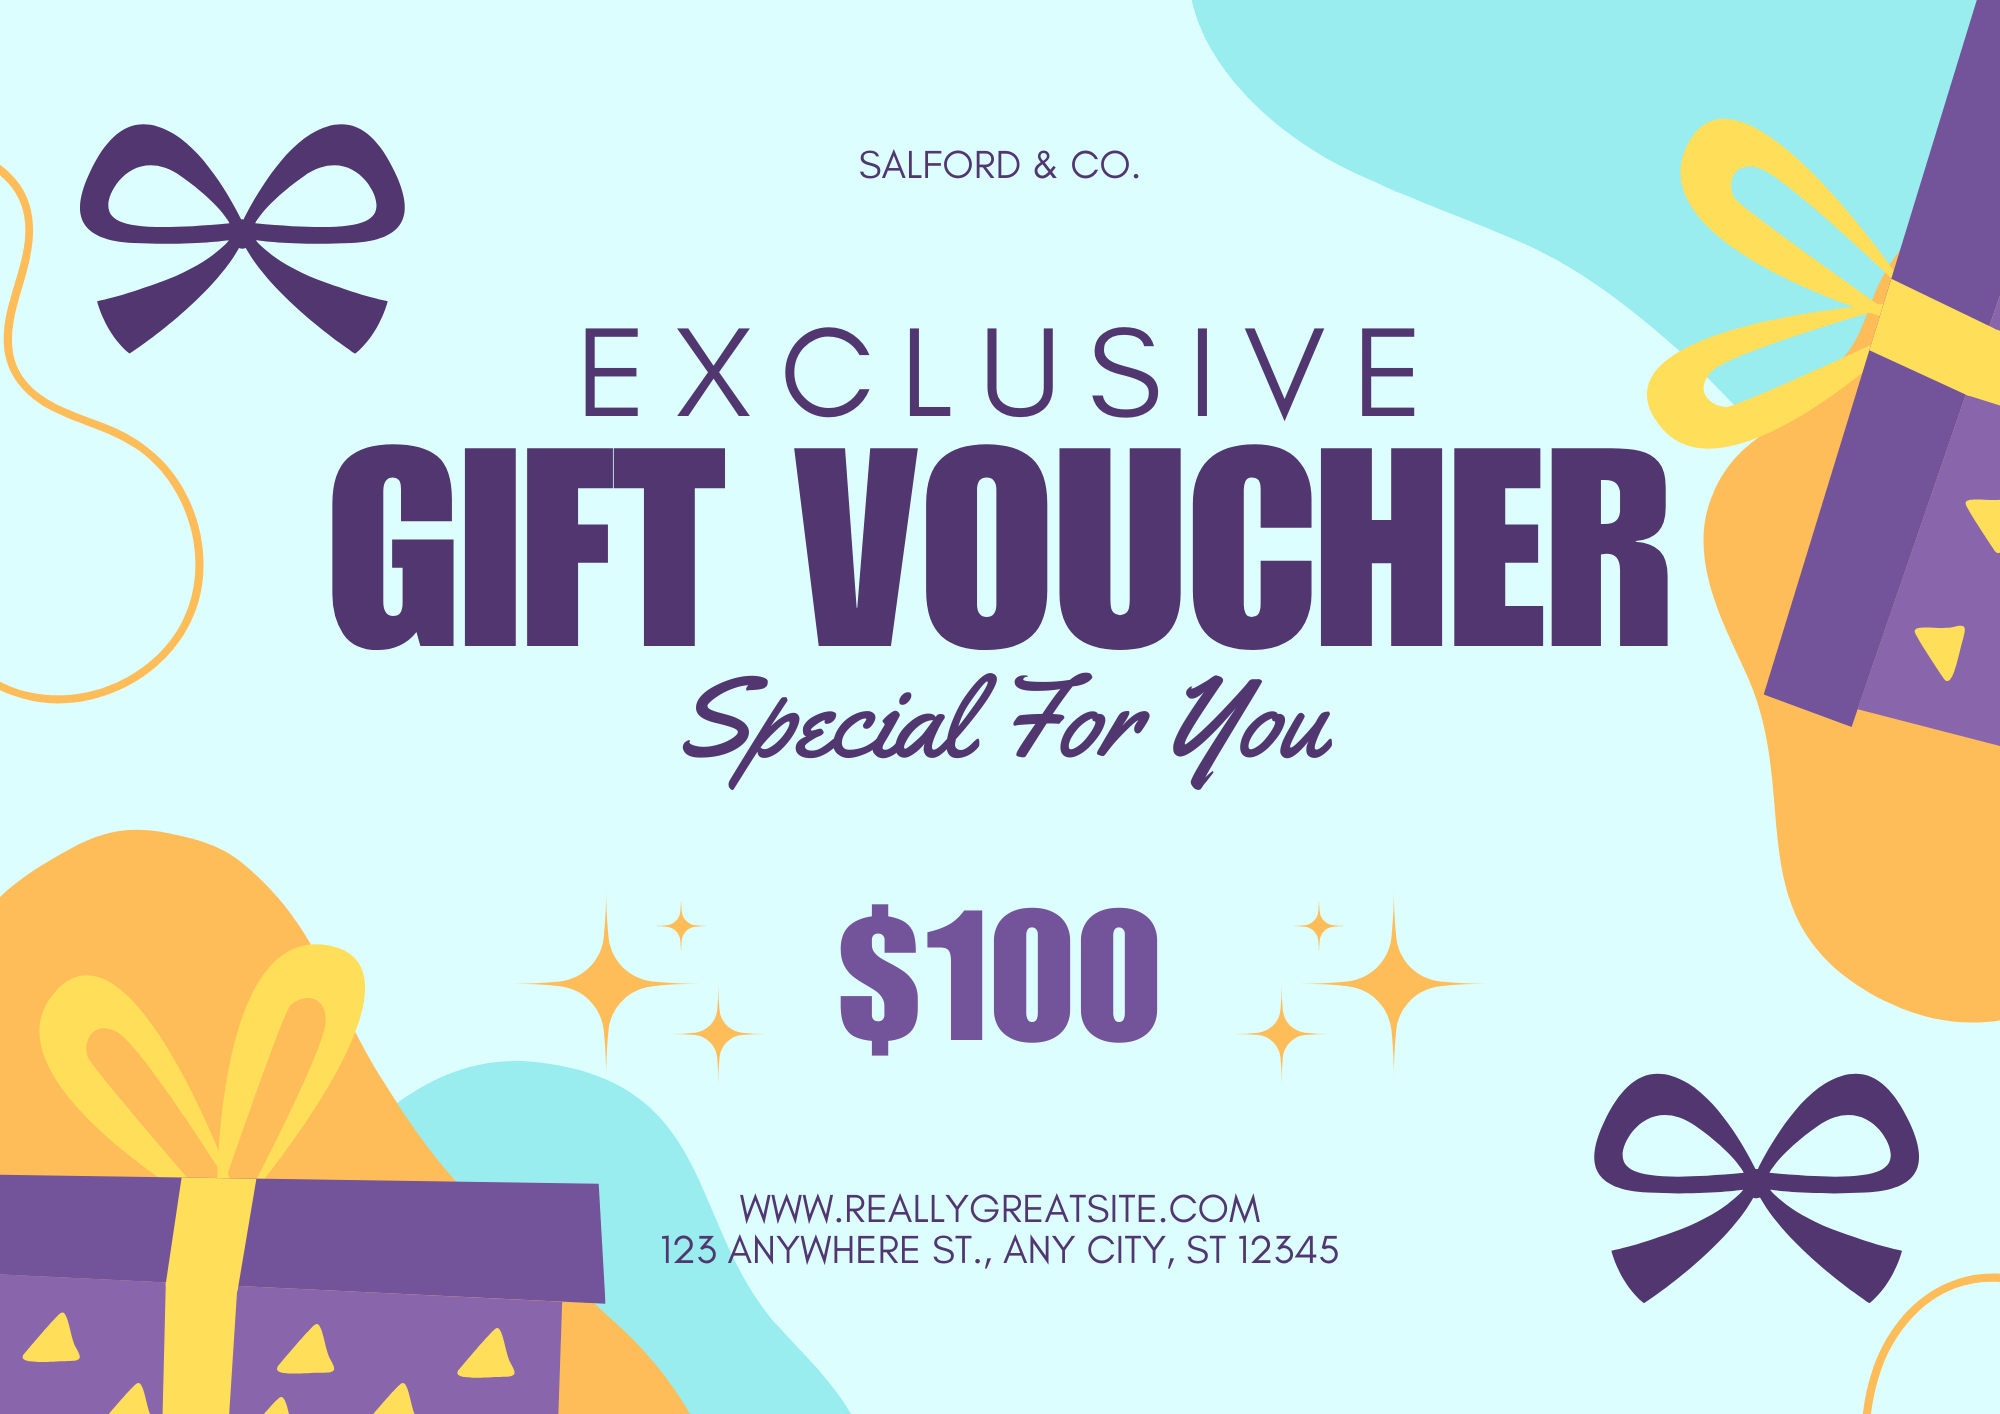 SALFORD & CO.
EXCLUSIVE
GIFT VOUCHER
Special For You
$100
WWW.REALLYGREATSITE.COM
123 ANYWHERE ST., ANY CITY, ST 12345